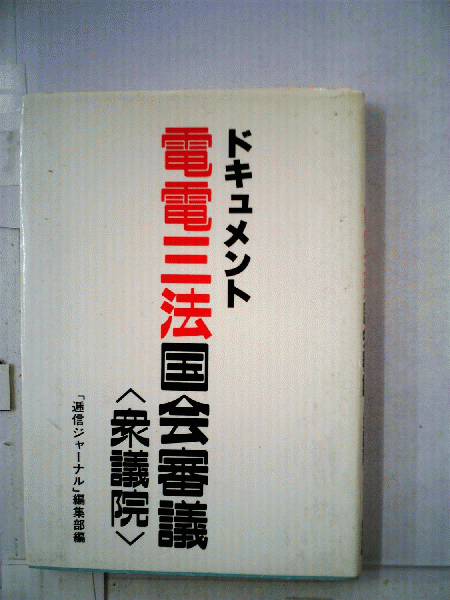 ドキュメント
電電三法国会審議
〈衆議院〉
「逓信ジャーナル」編集部編